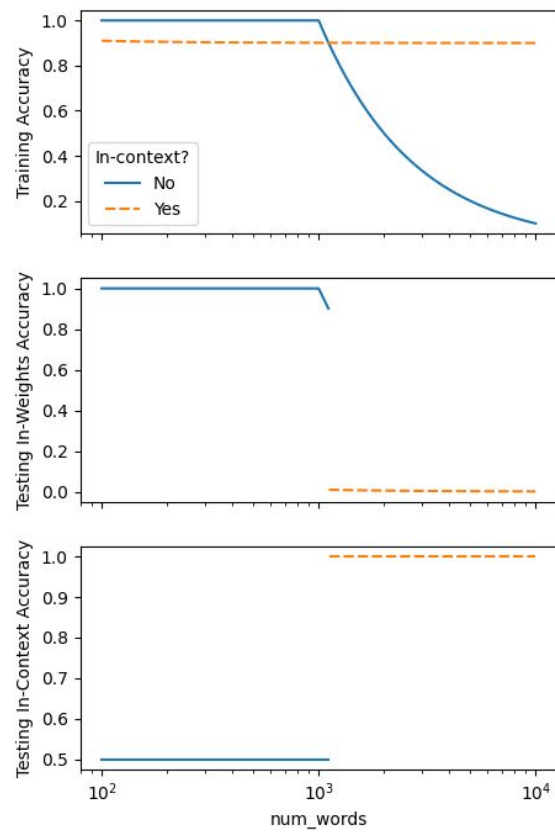 Training Accuracy
1.0
0.8
0.6
0.4
0.2
In-context?
No
Yes
Testing In-Weights Accuracy
1.0
0.8
0.6
0.4
0.2
0.0
Testing In-Context Accuracy
1.0
0.9
0.8
0.7
0.6
0.5
10²
10³
10⁴
num_words